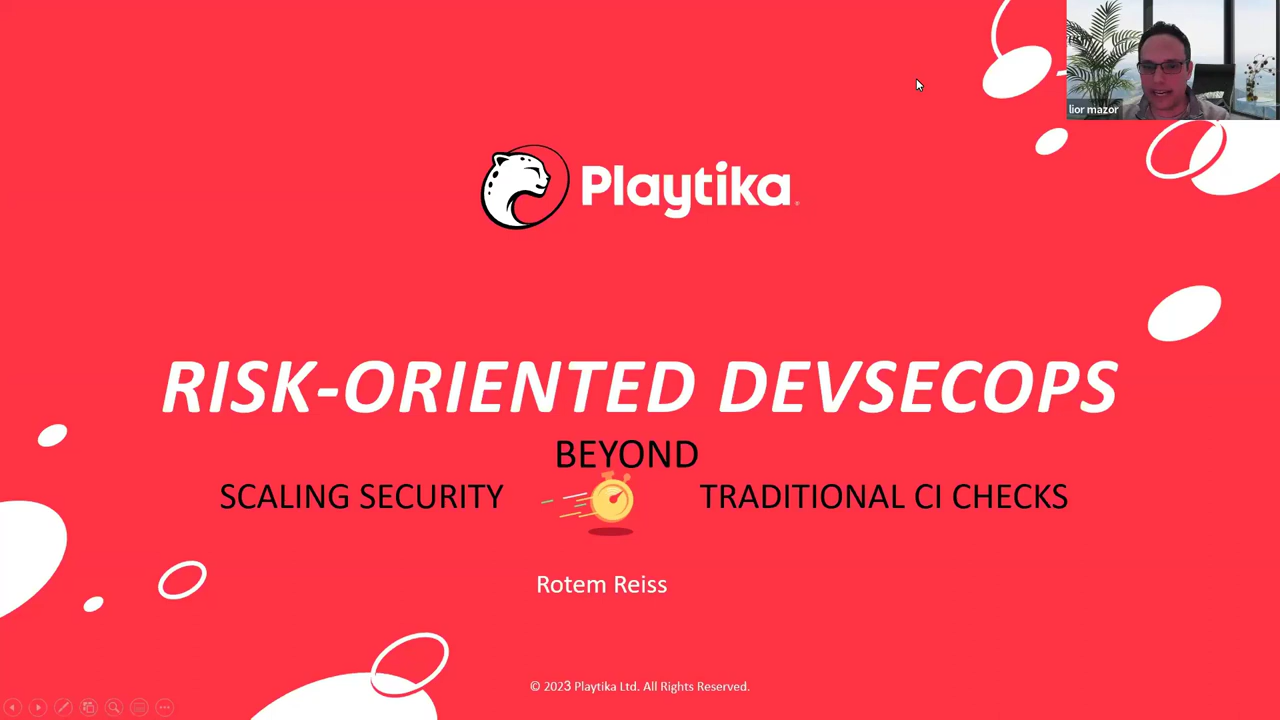 lior mazor
Playtika
RISK-ORIENTED DEVSECOPS
BEYOND
SCALING SECURITY TRADITIONAL CI CHECKS
Rotem Reiss
© 2023 Playtika Ltd. All Rights Reserved.